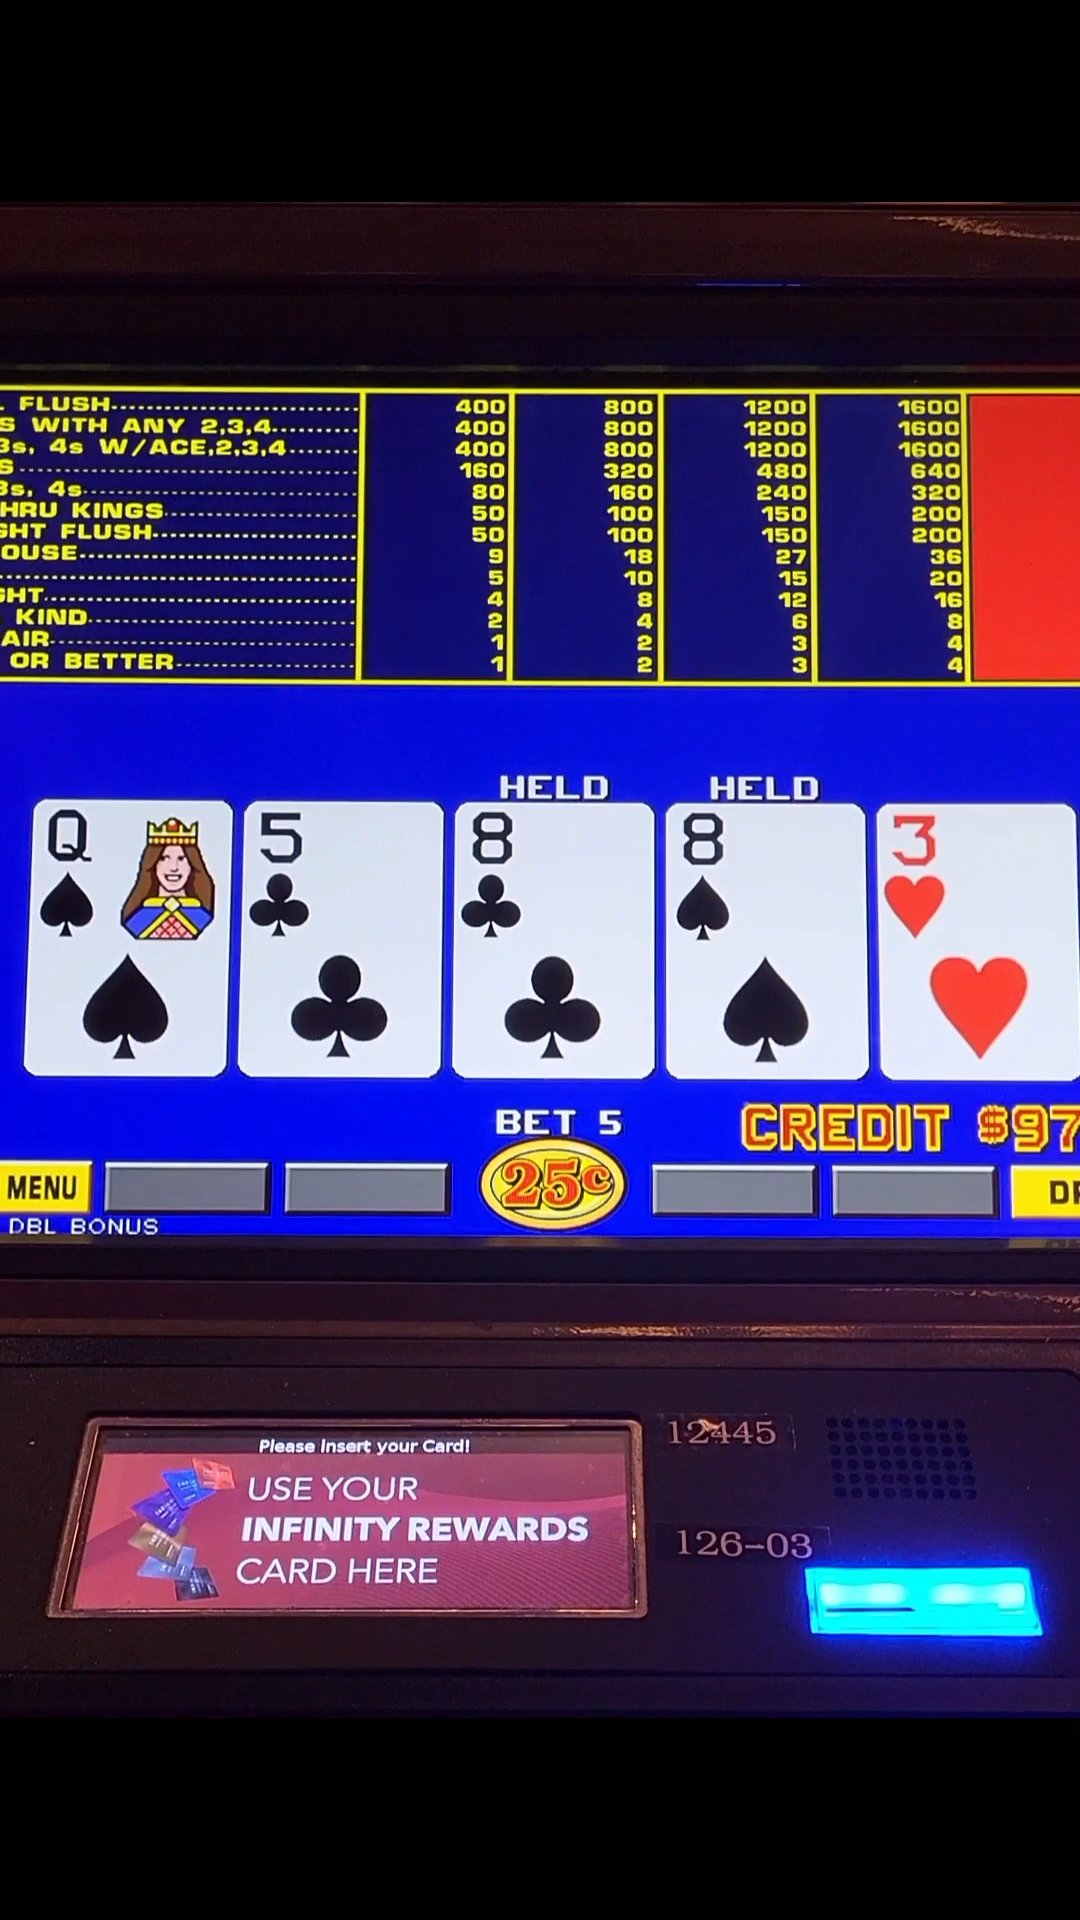 . FLUSH 400 800 1200 1600
S WITH ANY 2,3,4 400 800 1200 1600
3s, 4s W/ACE,2,3,4 400 800 1200 1600
S 160 320 480 640
3s, 4s 80 160 240 320
HRU KINGS 50 100 150 200
GHT FLUSH 50 100 150 200
OUSE 9 18 27 36
5 10 15 20
GHT 4 8 12 16
KIND 2 4 6 8
AIR 1 2 3 4
OR BETTER 1 2 3 4
HELD HELD
Q 5 8 8 3
BET 5 CREDIT $97
MENU 25¢ DR
DBL BONUS
Please Insert your Card!
USE YOUR
INFINITY REWARDS
CARD HERE
12445
126-03